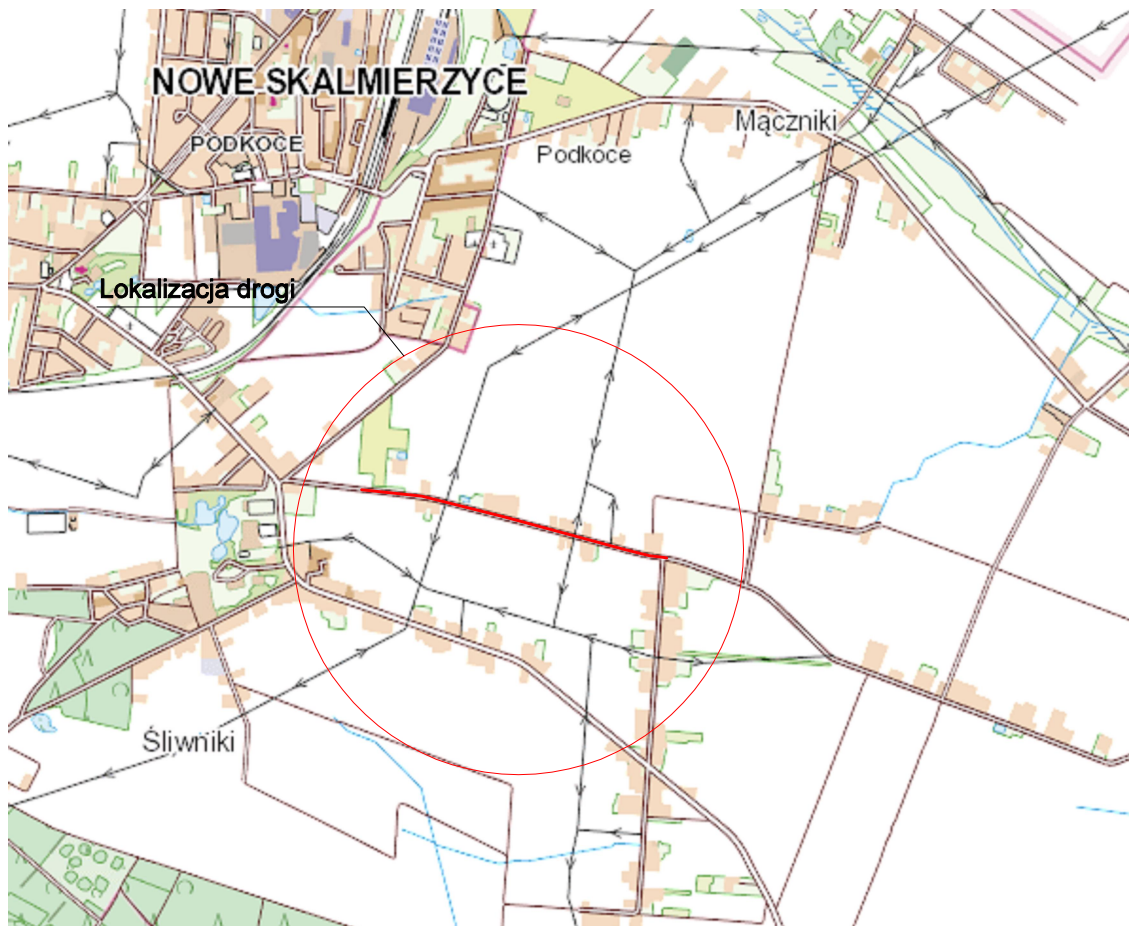 NOWE SKALMIERZYCE
PODKOCE
Podkoce
Mączniki
Lokalizacja drogi
Śliwniki